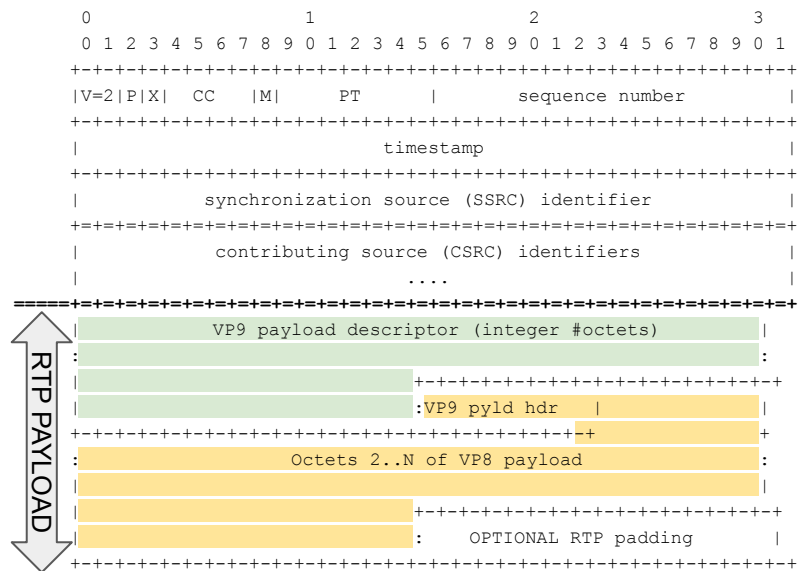 0                   1                   2                   3
 0 1 2 3 4 5 6 7 8 9 0 1 2 3 4 5 6 7 8 9 0 1 2 3 4 5 6 7 8 9 0 1
+-+-+-+-+-+-+-+-+-+-+-+-+-+-+-+-+-+-+-+-+-+-+-+-+-+-+-+-+-+-+-+-+
|V=2|P|X|  CC   |M|     PT      |       sequence number         |
+-+-+-+-+-+-+-+-+-+-+-+-+-+-+-+-+-+-+-+-+-+-+-+-+-+-+-+-+-+-+-+-+
|                           timestamp                           |
+-+-+-+-+-+-+-+-+-+-+-+-+-+-+-+-+-+-+-+-+-+-+-+-+-+-+-+-+-+-+-+-+
|           synchronization source (SSRC) identifier            |
+=+=+=+=+=+=+=+=+=+=+=+=+=+=+=+=+=+=+=+=+=+=+=+=+=+=+=+=+=+=+=+=+
|            contributing source (CSRC) identifiers             |
|                             ....                              |
=====+=+=+=+=+=+=+=+=+=+=+=+=+=+=+=+=+=+=+=+=+=+=+=+=+=+=+=+=+=+=+=+=+
RTP PAYLOAD
|            VP9 payload descriptor (integer #octets)         |
:                                                             :
|                             +-+-+-+-+-+-+-+-+-+-+-+-+-+-+-+-+
|                             :VP9 pyld hdr   |               |
+-+-+-+-+-+-+-+-+-+-+-+-+-+-+-+-+-+-+-+-+-+-+-+               +
:                   Octets 2..N of VP8 payload                :
|                                                             |
|                             +-+-+-+-+-+-+-+-+-+-+-+-+-+-+-+-+
|                             :    OPTIONAL RTP padding       |
+-+-+-+-+-+-+-+-+-+-+-+-+-+-+-+-+-+-+-+-+-+-+-+-+-+-+-+-+-+-+-+-+